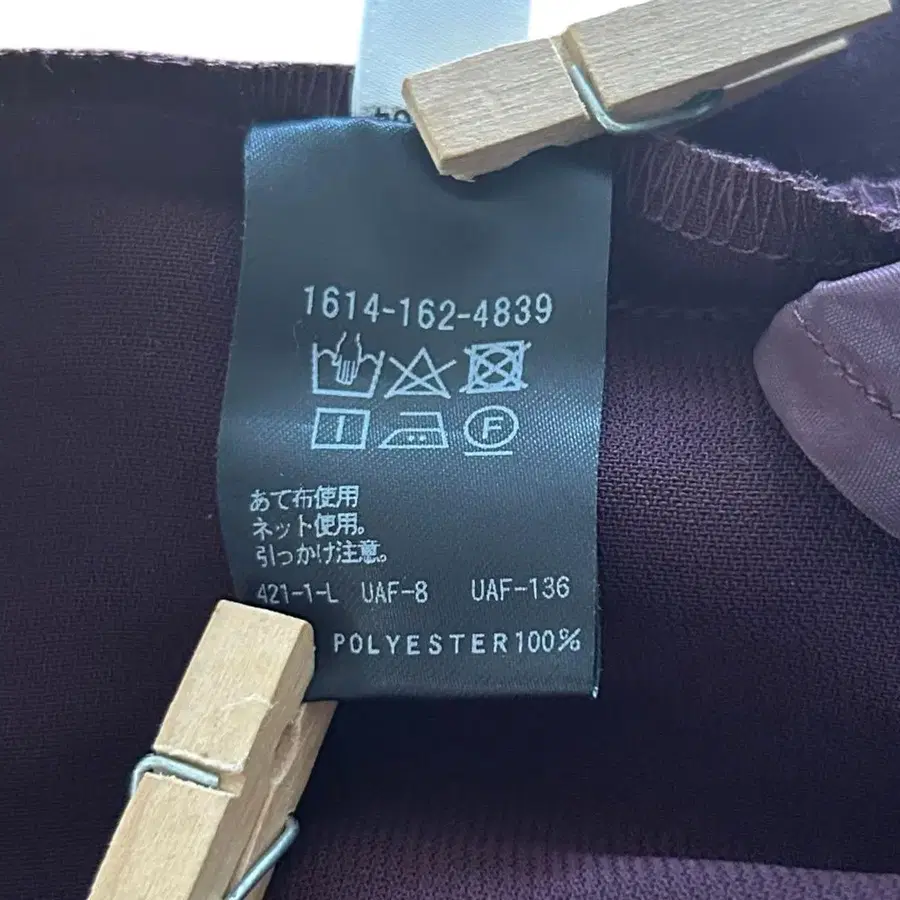 1614-162-4839
F
あて布使用
ネット使用。
引っかけ注意。
421-1-L UAF-8 UAF-136
POLYESTER100%